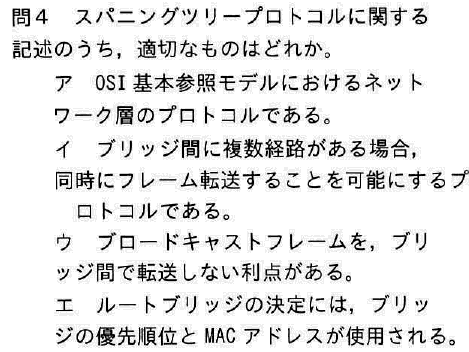 問4 スパニングツリープロトコルに関する
記述のうち，適切なものはどれか。
ア OSI 基本参照モデルにおけるネット
ワーク層のプロトコルである。
イ ブリッジ間に複数経路がある場合，
同時にフレーム転送することを可能にするプ
ロトコルである。
ウ ブロードキャストフレームを，ブリ
ッジ間で転送しない利点がある。
エ ルートブリッジの決定には，ブリッ
ジの優先順位と MAC アドレスが使用される。